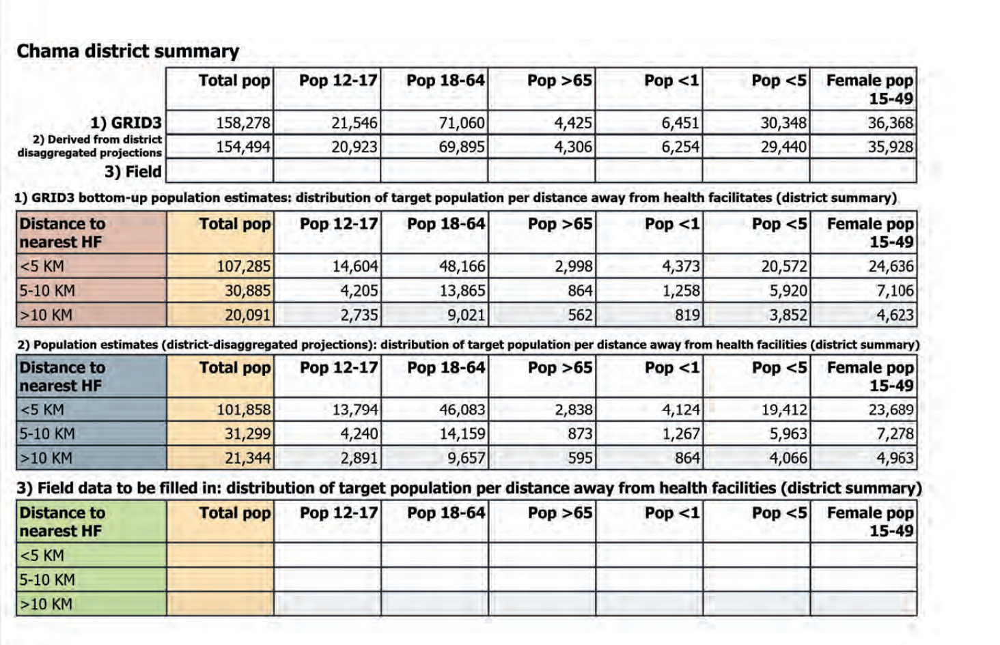 Chama district summary
Total pop Pop 12-17 Pop 18-64 Pop >65 Pop <1 Pop <5 Female pop
15-49
1) GRID3 158,278 21,546 71,060 4,425 6,451 30,348 36,368
2) Derived from district
disaggregated projections 154,494 20,923 69,895 4,306 6,254 29,440 35,928
3) Field
1) GRID3 bottom-up population estimates: distribution of target population per distance away from health facilitates (district summary)
Distance to Total pop Pop 12-17 Pop 18-64 Pop >65 Pop <1 Pop <5 Female pop
nearest HF 15-49
<5 KM 107,285 14,604 48,166 2,998 4,373 20,572 24,636
5-10 KM 30,885 4,205 13,865 864 1,258 5,920 7,106
>10 KM 20,091 2,735 9,021 562 819 3,852 4,623
2) Population estimates (district-disaggregated projections): distribution of target population per distance away from health facilities (district summary)
Distance to Total pop Pop 12-17 Pop 18-64 Pop >65 Pop <1 Pop <5 Female pop
nearest HF 15-49
<5 KM 101,858 13,794 46,083 2,838 4,124 19,412 23,689
5-10 KM 31,299 4,240 14,159 873 1,267 5,963 7,278
>10 KM 21,344 2,891 9,657 595 864 4,066 4,963
3) Field data to be filled in: distribution of target population per distance away from health facilities (district summary)
Distance to Total pop Pop 12-17 Pop 18-64 Pop >65 Pop <1 Pop <5 Female pop
nearest HF 15-49
<5 KM
5-10 KM
>10 KM